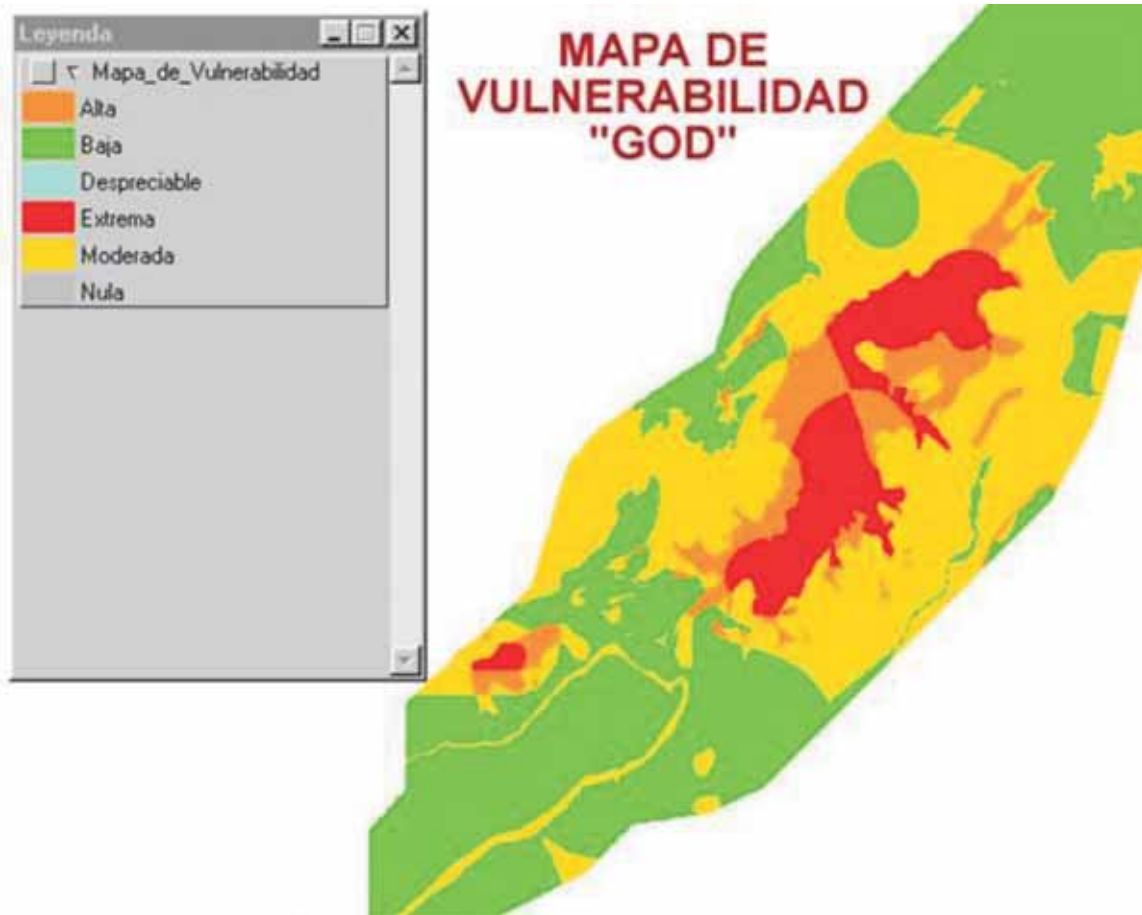 Leyenda
Mapa_de_Vulnerabilidad
Alta
Baja
Despreciable
Extrema
Moderada
Nula
MAPA DE
VULNERABILIDAD
"GOD"